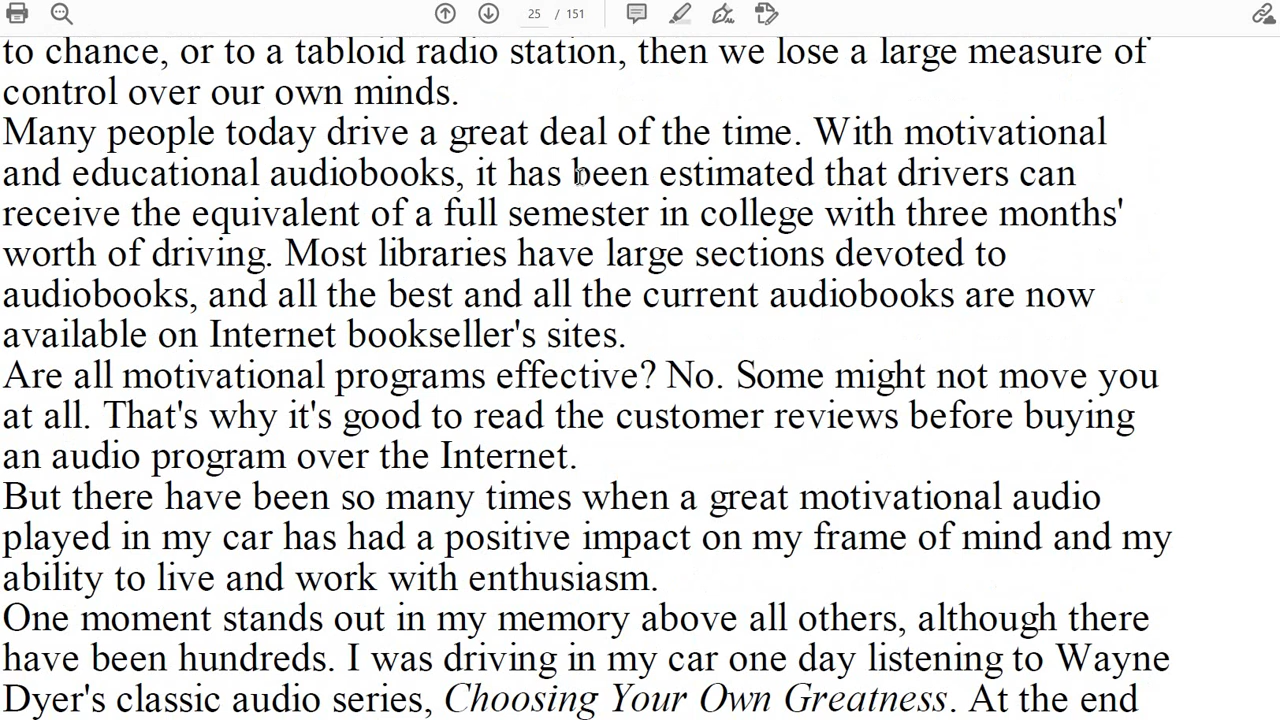 25 / 151
to chance, or to a tabloid radio station, then we lose a large measure of
control over our own minds.
Many people today drive a great deal of the time. With motivational
and educational audiobooks, it has been estimated that drivers can
receive the equivalent of a full semester in college with three months'
worth of driving. Most libraries have large sections devoted to
audiobooks, and all the best and all the current audiobooks are now
available on Internet bookseller's sites.
Are all motivational programs effective? No. Some might not move you
at all. That's why it's good to read the customer reviews before buying
an audio program over the Internet.
But there have been so many times when a great motivational audio
played in my car has had a positive impact on my frame of mind and my
ability to live and work with enthusiasm.
One moment stands out in my memory above all others, although there
have been hundreds. I was driving in my car one day listening to Wayne
Dyer's classic audio series, Choosing Your Own Greatness. At the end